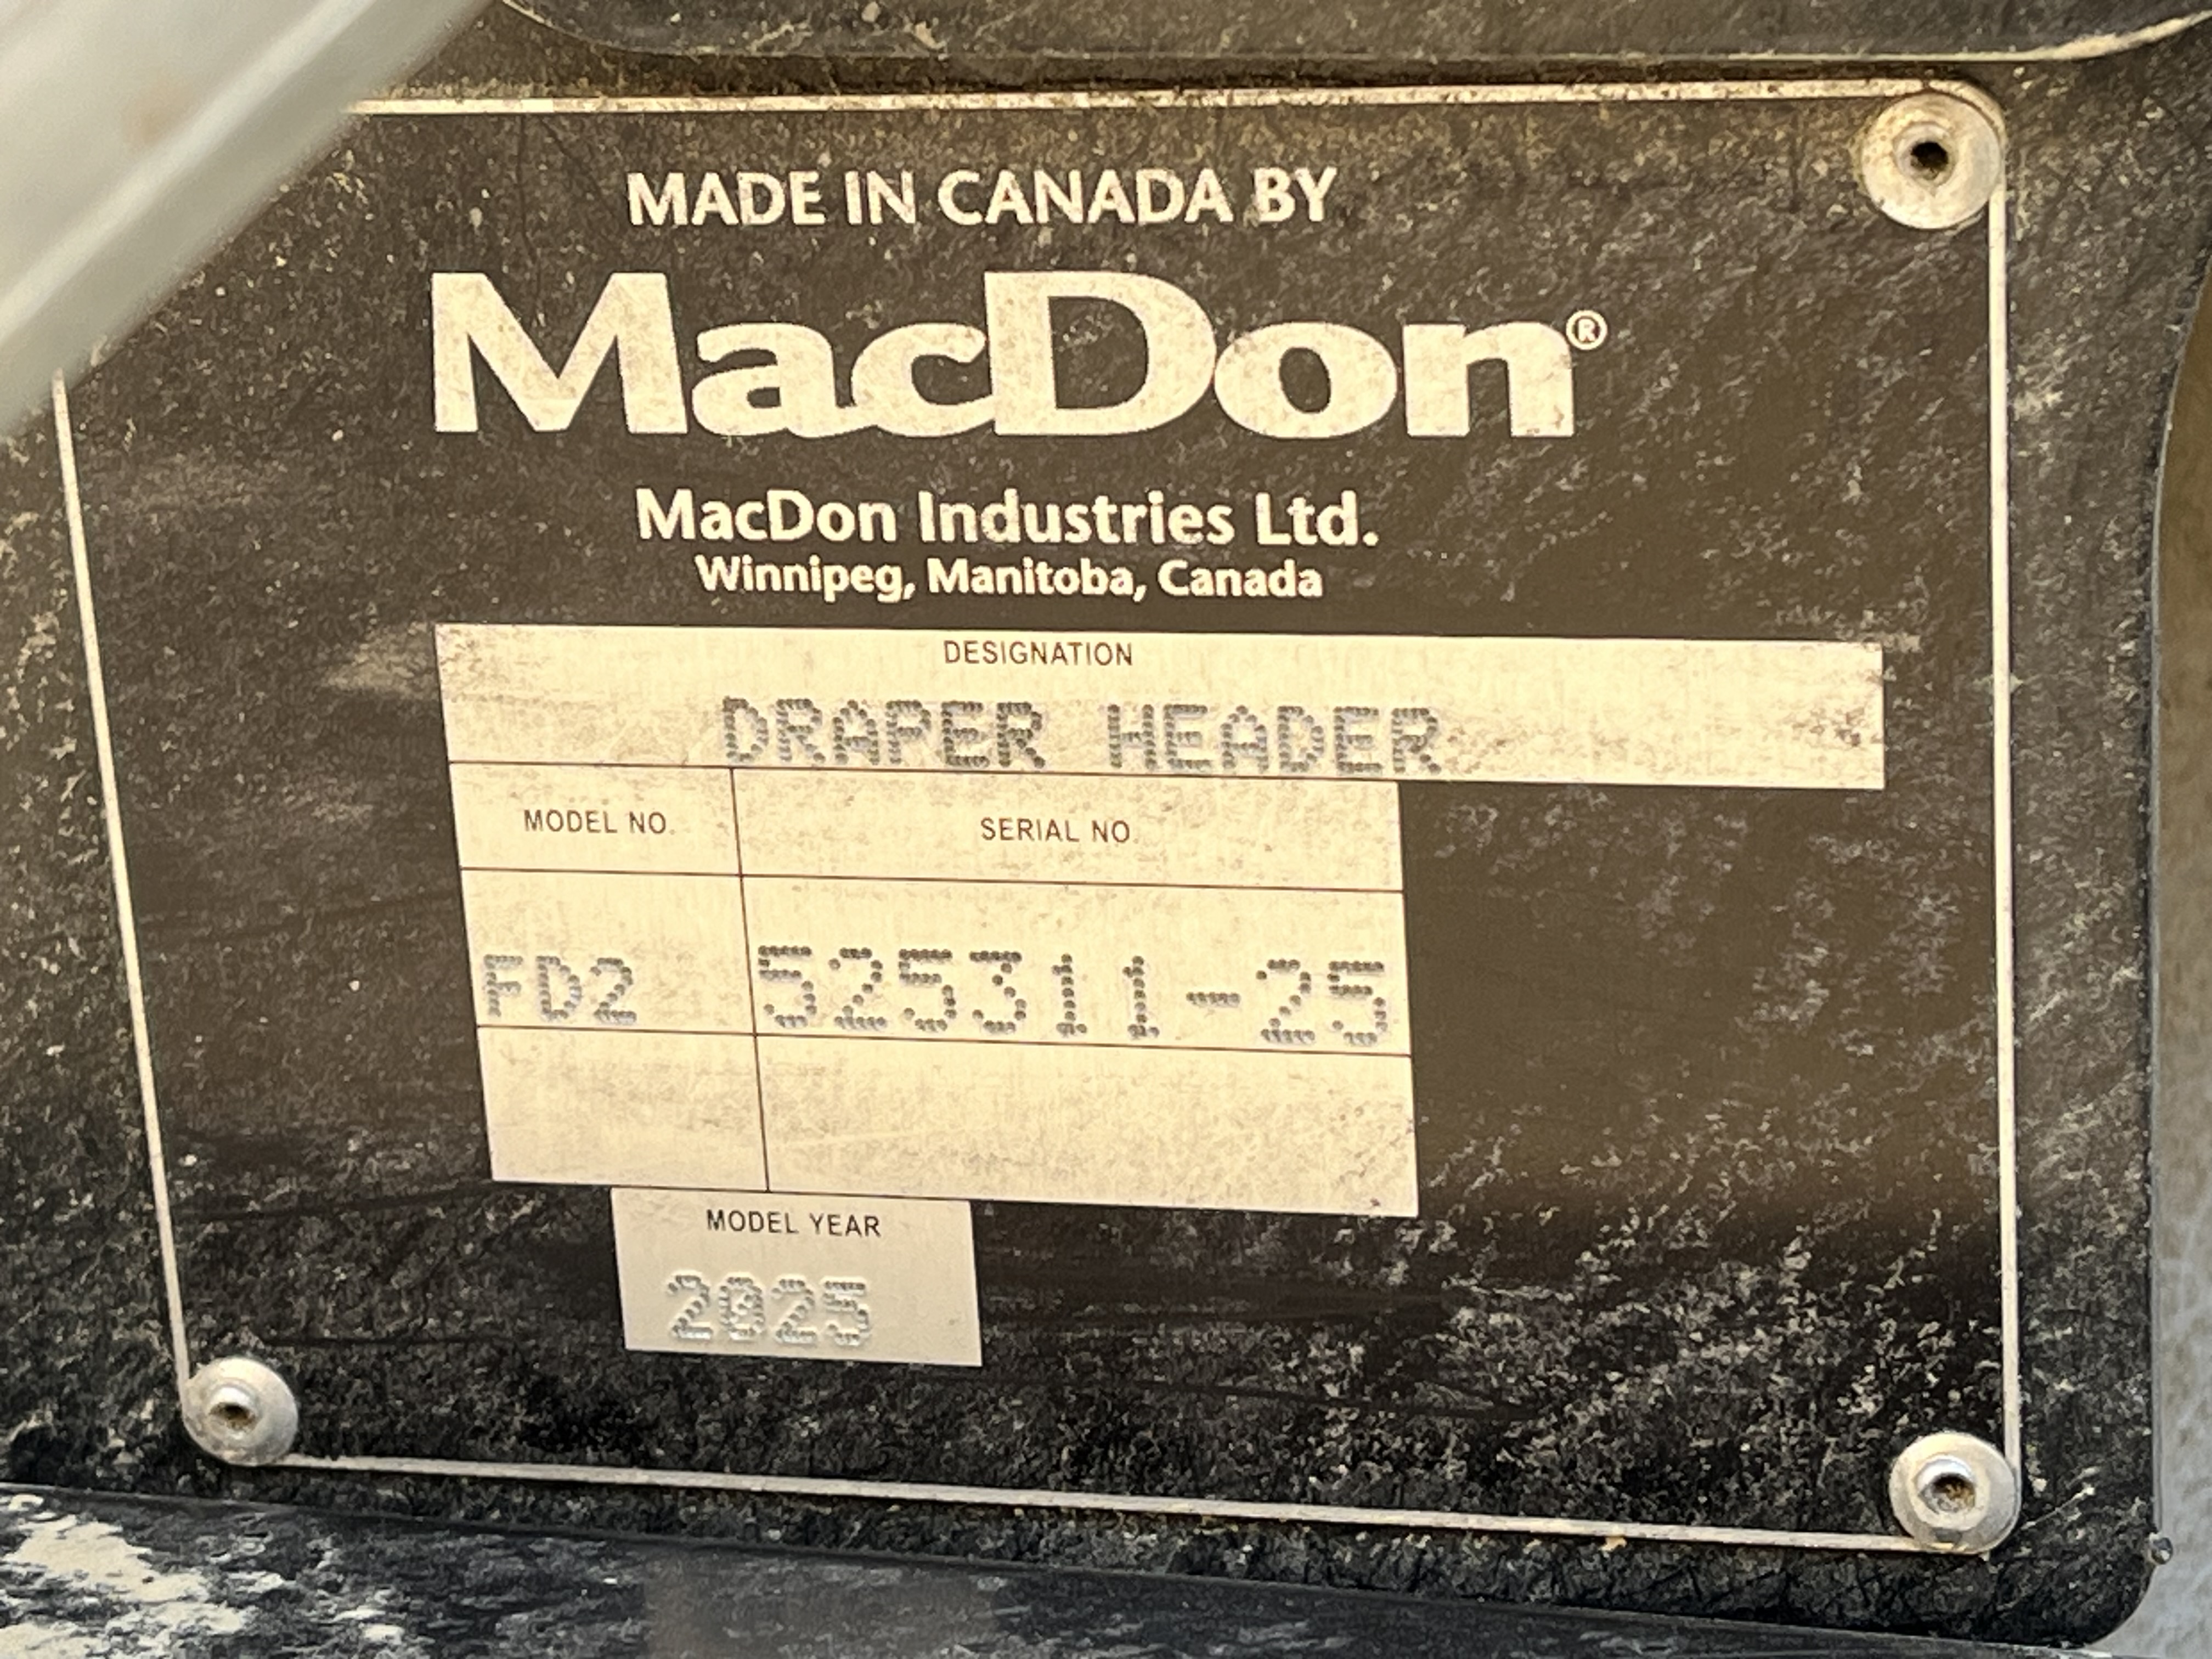 MADE IN CANADA BY
MacDon®
MacDon Industries Ltd.
Winnipeg, Manitoba, Canada
DESIGNATION
DRAPER HEADER
MODEL NO. SERIAL NO.
FD2 525311-25
MODEL YEAR
2025